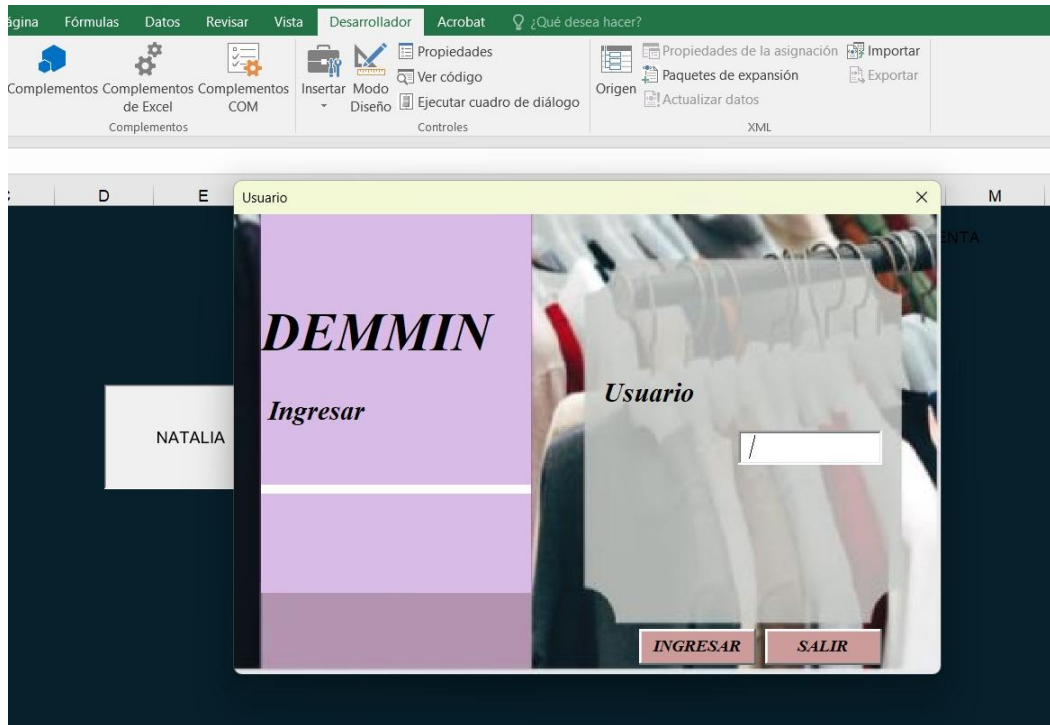 ágina Fórmulas Datos Revisar Vista Desarrollador Acrobat ¿Qué desea hacer?
Complementos Complementos de Excel Complementos COM
Complementos
Insertar Modo Diseño
Propiedades
Ver código
Ejecutar cuadro de diálogo
Controles
Origen
Propiedades de la asignación
Paquetes de expansión
Actualizar datos
Importar
Exportar
XML
D E M
Usuario
ENTA
NATALIA
DEMMIN
Ingresar
Usuario
INGRESAR SALIR